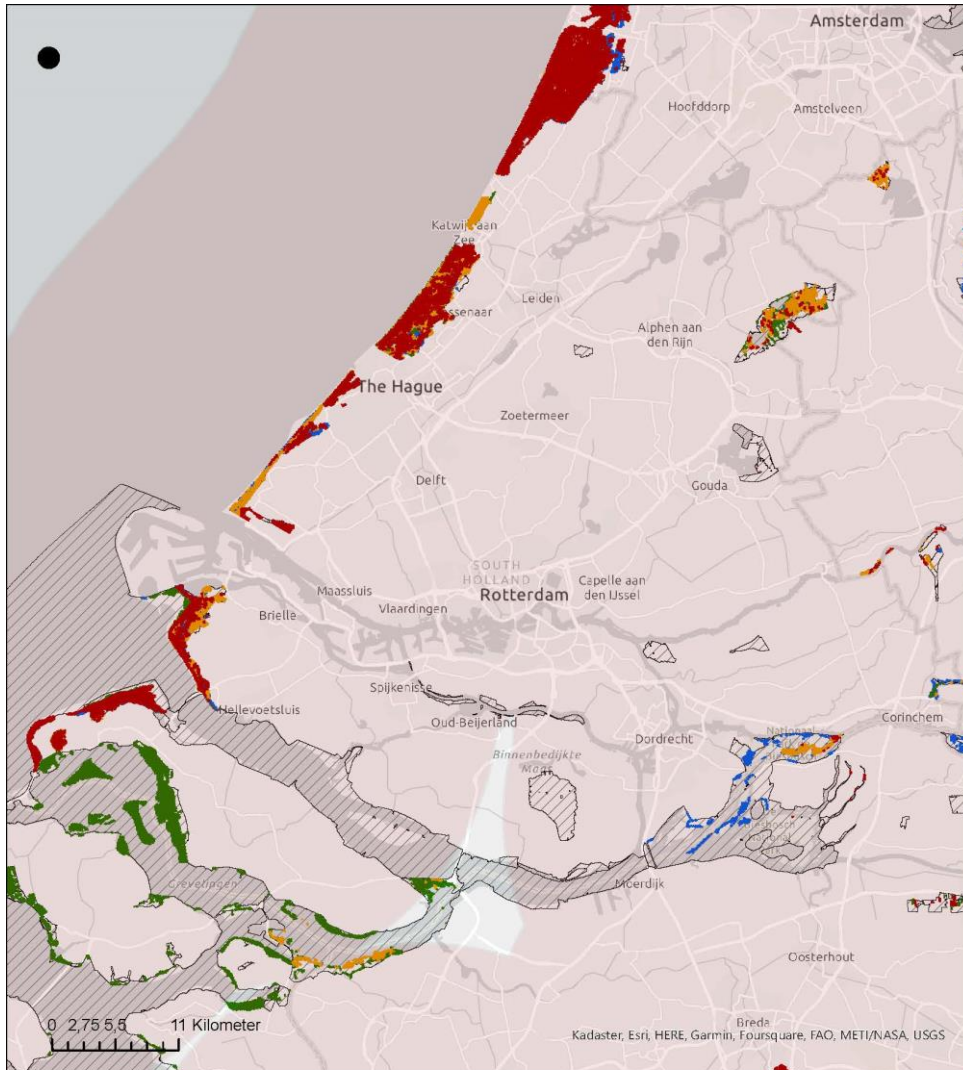 Amsterdam
Hoofddorp
Amstelveen
Katwijk aan
Zee
Leiden
ssenaar
Alphen aan
den Rijn
The Hague
Zoetermeer
Delft
Gouda
SOUTH
HOLLAND
Capelle aan
den IJssel
Maassluis
Rotterdam
Vlaardingen
Brielle
Spijkenisse
Hellevoetsluis
Oud-Beijerland
Dordrecht
Corinchem
Binnenbedijkte
Maas
Grevelingen
Moerdijk
Oosterhout
0 2,75 5,5 11 Kilometer
Breda
Kadaster, Esri, HERE, Garmin, Foursquare, FAO, METI/NASA, USGS